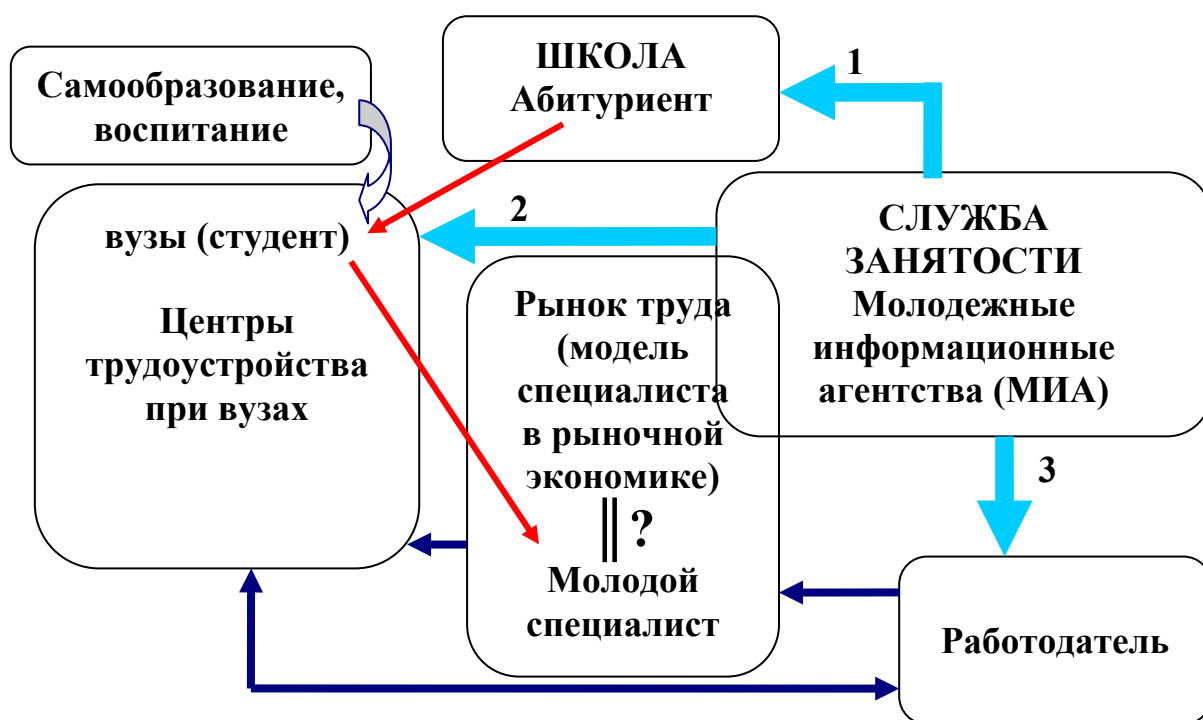 Самообразование,
воспитание
ШКОЛА
Абитуриент
1
вузы (студент)
Центры
трудоустройства
при вузах
2
СЛУЖБА
ЗАНЯТОСТИ
Молодежные
информационные
агентства (МИА)
Рынок труда
(модель
специалиста
в рыночной
экономике)
?
Молодой
специалист
3
Работодатель